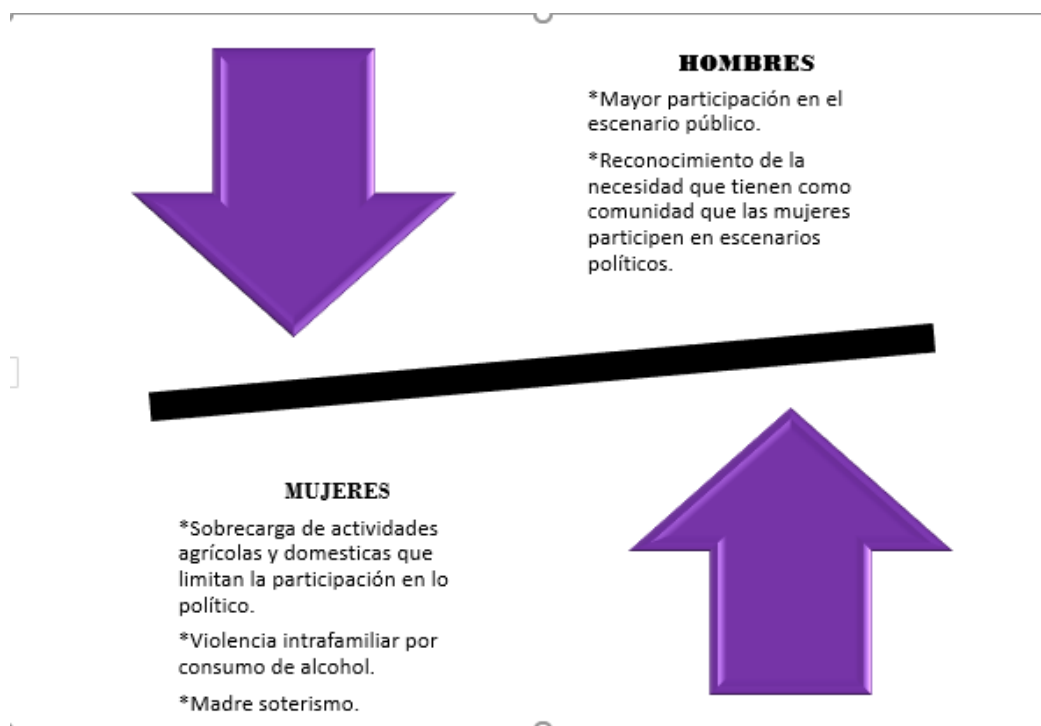 HOMBRES
*Mayor participación en el
escenario público.
*Reconocimiento de la
necesidad que tienen como
comunidad que las mujeres
participen en escenarios
políticos.
MUJERES
*Sobrecarga de actividades
agrícolas y domesticas que
limitan la participación en lo
político.
*Violencia intrafamiliar por
consumo de alcohol.
*Madre soterismo.